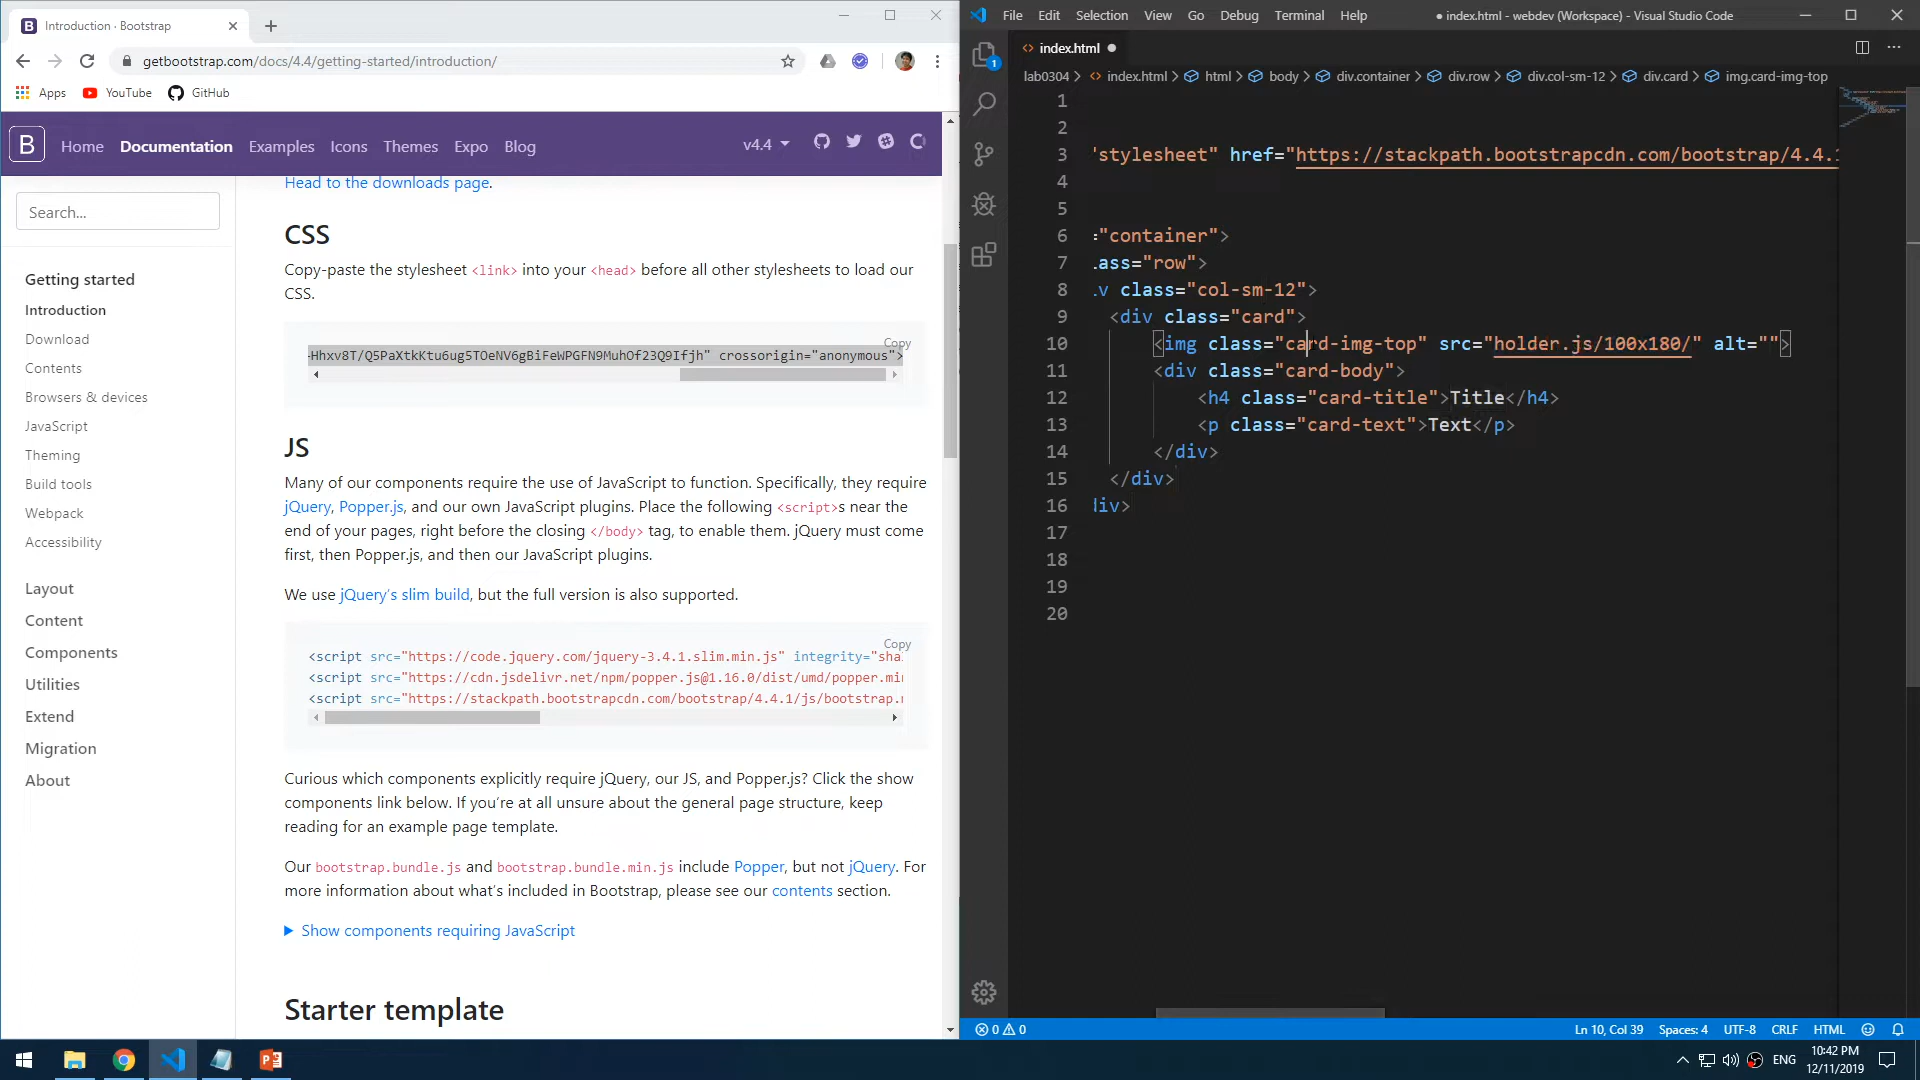 Introduction · Bootstrap
getbootstrap.com/docs/4.4/getting-started/introduction/
Apps YouTube GitHub
B Home Documentation Examples Icons Themes Expo Blog v4.4
Search...
Getting started
Introduction
Download
Contents
Browsers & devices
JavaScript
Theming
Build tools
Webpack
Accessibility
Layout
Content
Components
Utilities
Extend
Migration
About
Head to the downloads page.
CSS
Copy-paste the stylesheet <link> into your <head> before all other stylesheets to load our
CSS.
Copy
-Hhxv8T/Q5PaXtkKtu6ug5TOeNV6gBiFeWPGFN9MuhOf23Q9Ifjh" crossorigin="anonymous">
JS
Many of our components require the use of JavaScript to function. Specifically, they require
jQuery, Popper.js, and our own JavaScript plugins. Place the following <script>s near the
end of your pages, right before the closing </body> tag, to enable them. jQuery must come
first, then Popper.js, and then our JavaScript plugins.
We use jQuery's slim build, but the full version is also supported.
Copy
<script src="https://code.jquery.com/jquery-3.4.1.slim.min.js" integrity="sha
<script src="https://cdn.jsdelivr.net/npm/popper.js@1.16.0/dist/umd/popper.min
<script src="https://stackpath.bootstrapcdn.com/bootstrap/4.4.1/js/bootstrap.
Curious which components explicitly require jQuery, our JS, and Popper.js? Click the show
components link below. If you're at all unsure about the general page structure, keep
reading for an example page template.
Our bootstrap.bundle.js and bootstrap.bundle.min.js include Popper, but not jQuery. For
more information about what's included in Bootstrap, please see our contents section.
Show components requiring JavaScript
Starter template
File Edit Selection View Go Debug Terminal Help ● index.html - webdev (Workspace) - Visual Studio Code
1
<> index.html
lab0304 > <> index.html > html > body > div.container > div.row > div.col-sm-12 > div.card > img.card-img-top
1
2
3 'stylesheet" href="https://stackpath.bootstrapcdn.com/bootstrap/4.4.1
4
5
6 ="container">
7 ass="row">
8 v class="col-sm-12">
9 <div class="card">
10 <img class="card-img-top" src="holder.js/100x180/" alt="">
11 <div class="card-body">
12 <h4 class="card-title">Title</h4>
13 <p class="card-text">Text</p>
14 </div>
15 </div>
16 div>
17
18
19
20
0 0 Ln 10, Col 39 Spaces: 4 UTF-8 CRLF HTML
ENG 10:42 PM
12/11/2019